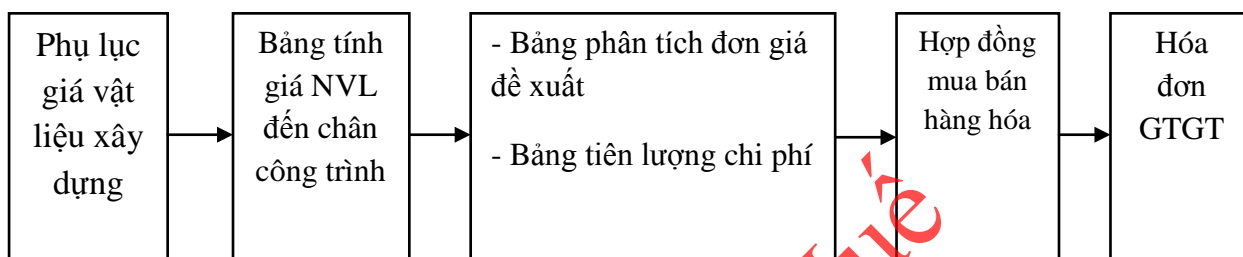 Phụ lục
giá vật
liệu xây
dựng
Bảng tính
giá NVL
đến chân
công trình
- Bảng phân tích đơn giá
đề xuất
- Bảng tiên lượng chi phí
Hợp đồng
mua bán
hàng hóa
Hóa
đơn
GTGT
Huế